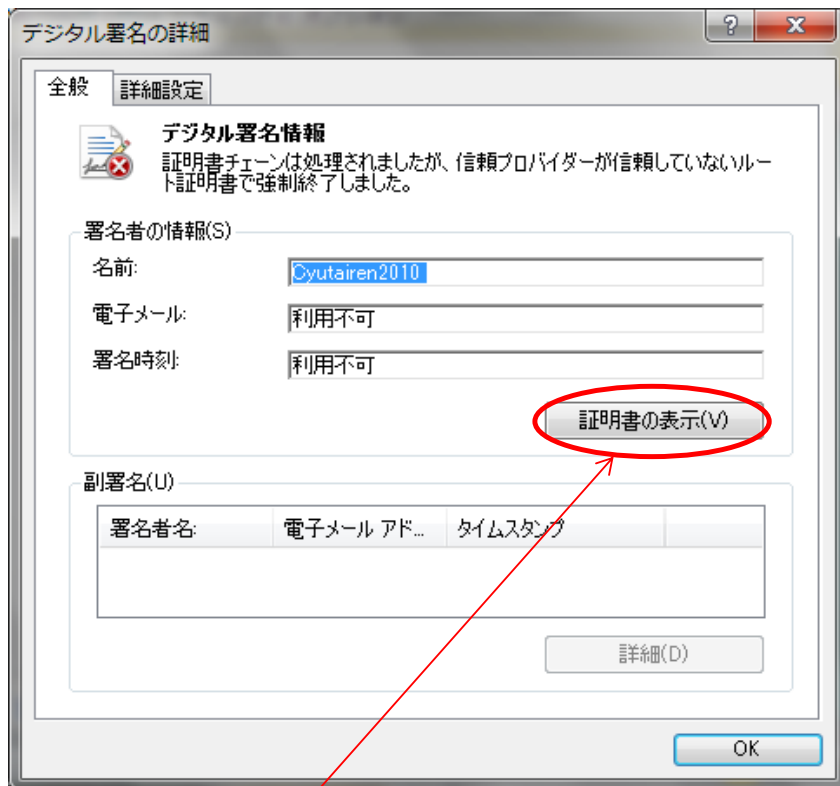 デジタル署名の詳細
全般 詳細設定
デジタル署名情報
証明書チェーンは処理されましたが、信頼プロバイダーが信頼していないルー
ト証明書で強制終了しました。
署名者の情報(S)
名前: Cyutairen2010
電子メール: 利用不可
署名時刻: 利用不可
証明書の表示(V)
副署名(U)
署名者名: 電子メール アド... タイムスタンプ
詳細(D)
OK